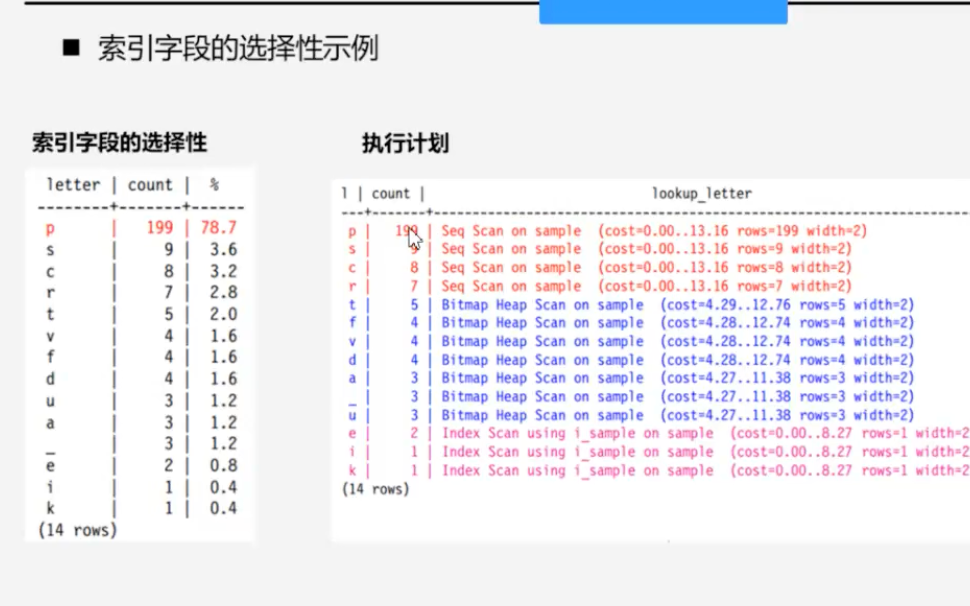 ■ 索引字段的选择性示例
索引字段的选择性
letter | count | %
--------+-------+------
p | 199 | 78.7
s | 9 | 3.6
c | 8 | 3.2
r | 7 | 2.8
t | 5 | 2.0
v | 4 | 1.6
f | 4 | 1.6
d | 4 | 1.6
u | 3 | 1.2
a | 3 | 1.2
_ | 3 | 1.2
e | 2 | 0.8
i | 1 | 0.4
k | 1 | 0.4
(14 rows)
执行计划
l | count | lookup_letter
p | 199 | Seq Scan on sample (cost=0.00..13.16 rows=199 width=2)
s | 9 | Seq Scan on sample (cost=0.00..13.16 rows=9 width=2)
c | 8 | Seq Scan on sample (cost=0.00..13.16 rows=8 width=2)
r | 7 | Seq Scan on sample (cost=0.00..13.16 rows=7 width=2)
t | 5 | Bitmap Heap Scan on sample (cost=4.29..12.76 rows=5 width=2)
f | 4 | Bitmap Heap Scan on sample (cost=4.28..12.74 rows=4 width=2)
v | 4 | Bitmap Heap Scan on sample (cost=4.28..12.74 rows=4 width=2)
d | 4 | Bitmap Heap Scan on sample (cost=4.28..12.74 rows=4 width=2)
a | 3 | Bitmap Heap Scan on sample (cost=4.27..11.38 rows=3 width=2)
_ | 3 | Bitmap Heap Scan on sample (cost=4.27..11.38 rows=3 width=2)
u | 3 | Bitmap Heap Scan on sample (cost=4.27..11.38 rows=3 width=2)
e | 2 | Index Scan using i_sample on sample (cost=0.00..8.27 rows=1 width=2
i | 1 | Index Scan using i_sample on sample (cost=0.00..8.27 rows=1 width=2
k | 1 | Index Scan using i_sample on sample (cost=0.00..8.27 rows=1 width=2
(14 rows)